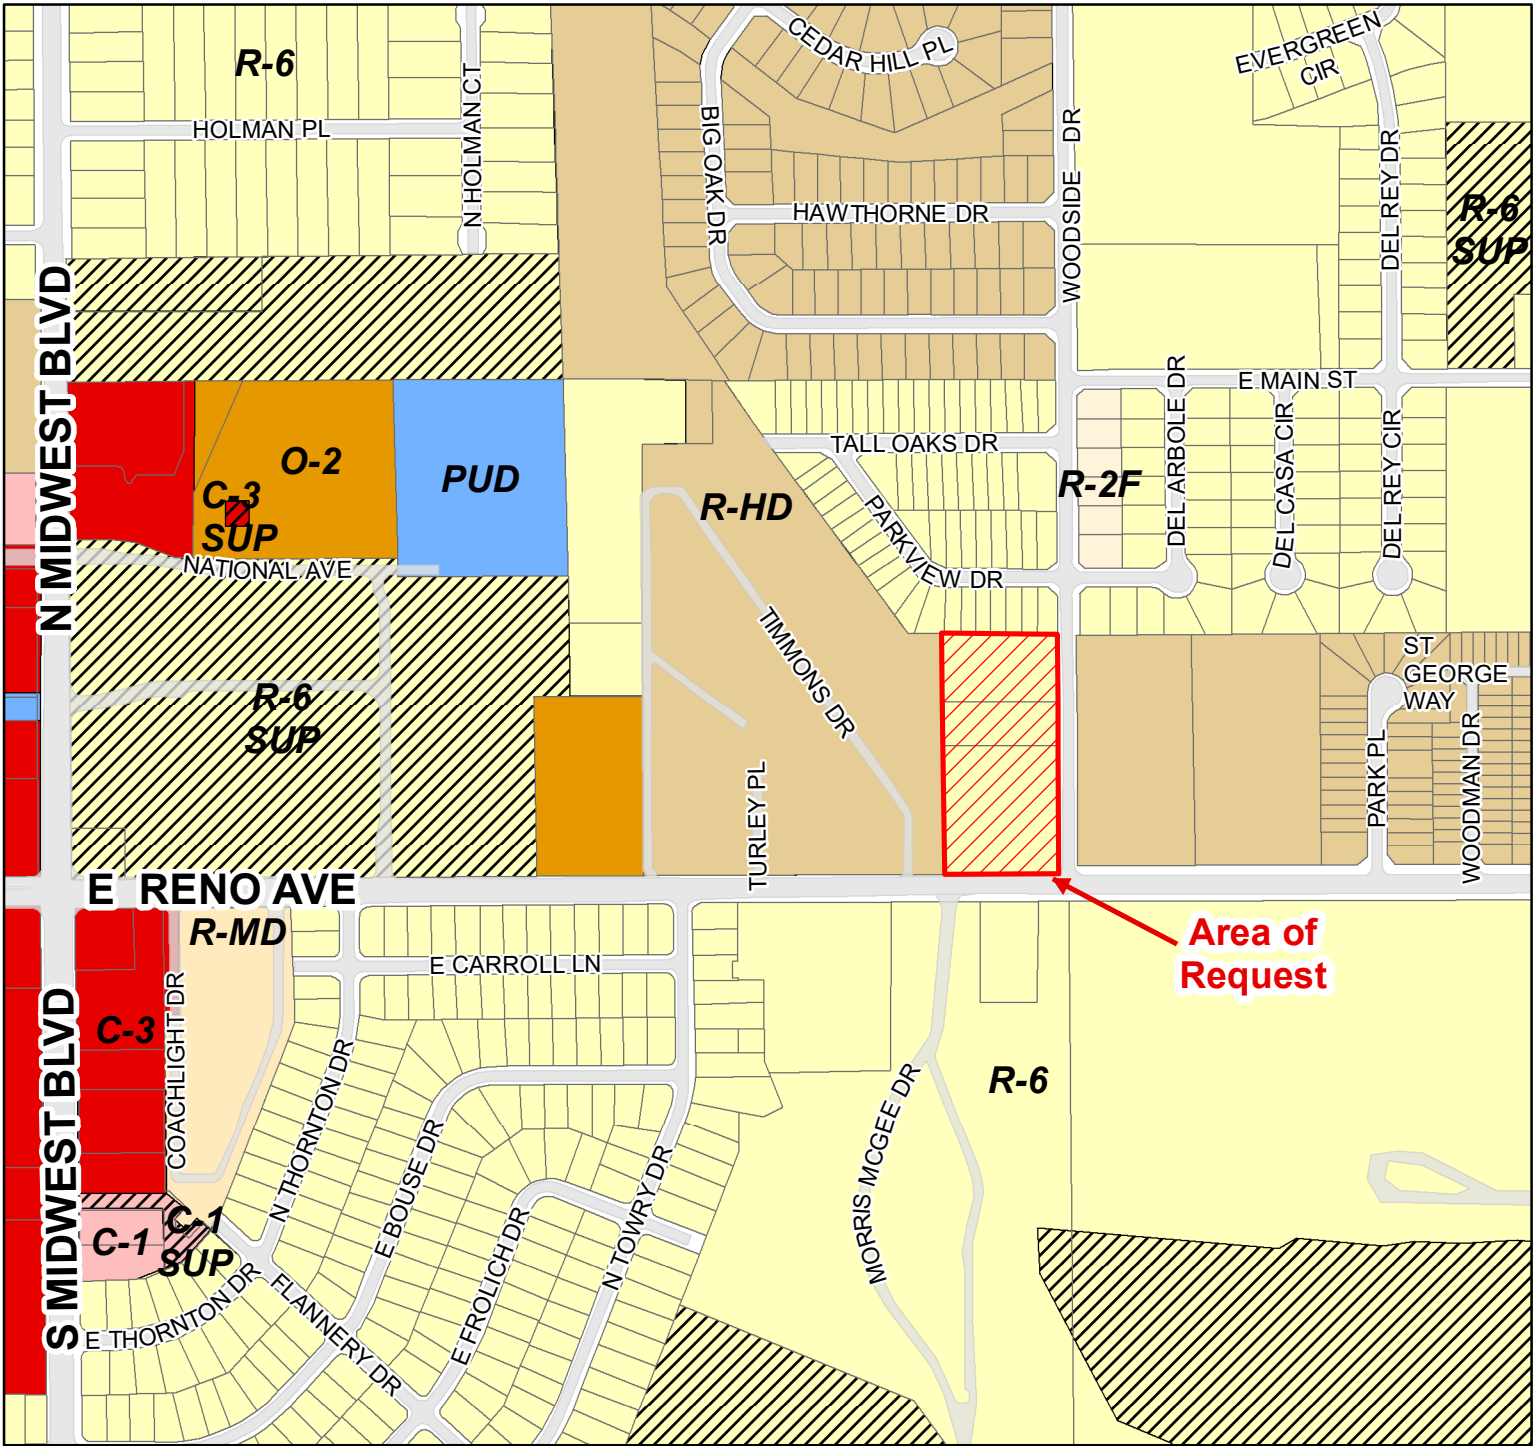 CEDAR HILL PL
EVERGREEN
CIR
R-6
HOLMAN PL
N HOLMAN CT
BIG OAK DR
WOODSIDE DR
DEL REY DR
HAWTHORNE DR
R-6
SUP
N MIDWEST BLVD
E MAIN ST
TALL OAKS DR
DEL ARBOLE DR
DEL CASA CIR
DEL REY CIR
O-2
PUD
C-3
SUP
R-HD
R-2F
PARKVIEW DR
NATIONAL AVE
TIMMONS DR
ST
GEORGE
WAY
R-6
SUP
TURLEY PL
PARK PL
WOODMAN DR
E RENO AVE
R-MD
Area of
Request
E CARROLL LN
C-3
COACHLIGHT DR
S MIDWEST BLVD
N THORNTON DR
E BOUSE DR
N TOWRY DR
MORRIS MCGEE DR
R-6
C-1
C-1
SUP
E FROLICH DR
E THORNTON DR
FLANNERY DR